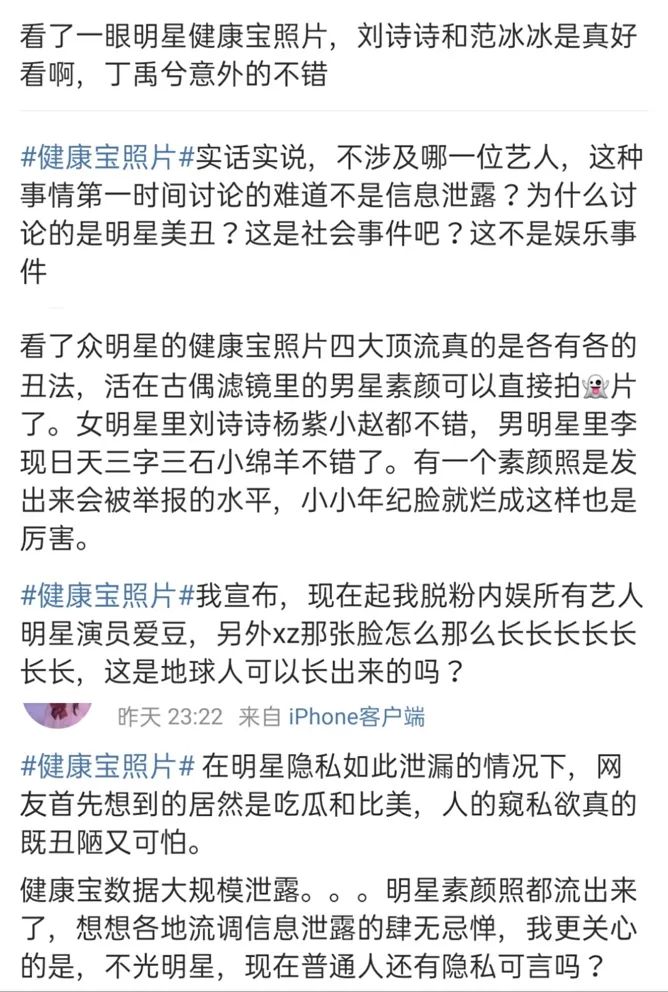 看了一眼明星健康宝照片，刘诗诗和范冰冰是真好
看啊，丁禹兮意外的不错
#健康宝照片#实话实说，不涉及哪一位艺人，这种
事情第一时间讨论的难道不是信息泄露？为什么讨
论的是明星美丑？这是社会事件吧？这不是娱乐事
件
看了众明星的健康宝照片四大顶流真的是各有各的
丑法，活在古偶滤镜里的男星素颜可以直接拍👻片
了。女明星里刘诗诗杨紫小赵都不错，男明星里李
现日天三字三石小绵羊不错了。有一个素颜照是发
出来会被举报的水平，小小年纪脸就烂成这样也是
厉害。
#健康宝照片#我宣布，现在起我脱粉内娱所有艺人
明星演员爱豆，另外xz那张脸怎么那么长长长长长
长长，这是地球人可以长出来的吗？
昨天 23:22 来自 iPhone客户端
#健康宝照片# 在明星隐私如此泄漏的情况下，网
友首先想到的居然是吃瓜和比美，人的窥私欲真的
既丑陋又可怕。
健康宝数据大规模泄露。。。明星素颜照都流出来
了，想想各地流调信息泄露的肆无忌惮，我更关心
的是，不光明星，现在普通人还有隐私可言吗？